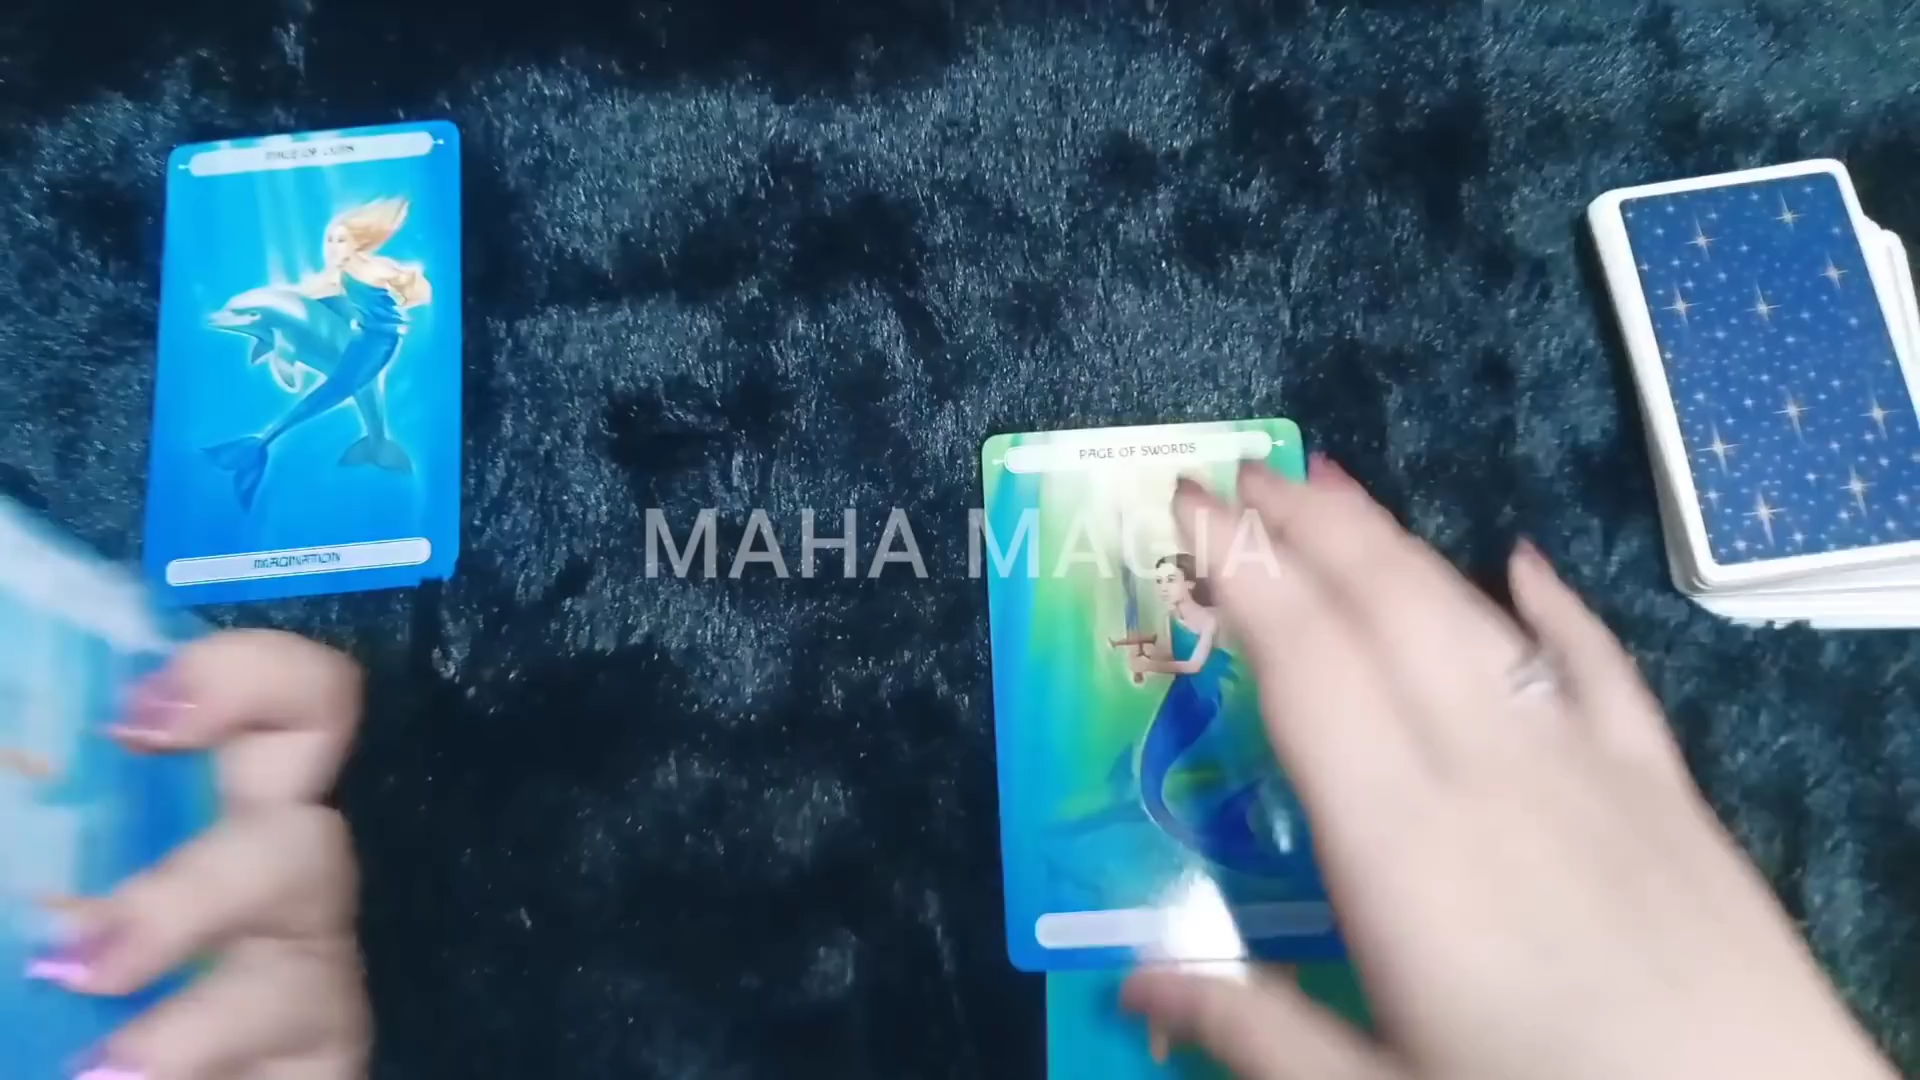 PAGE OF CUPS
IMAGINATION
PAGE OF SWORDS
MAHA MAGIA